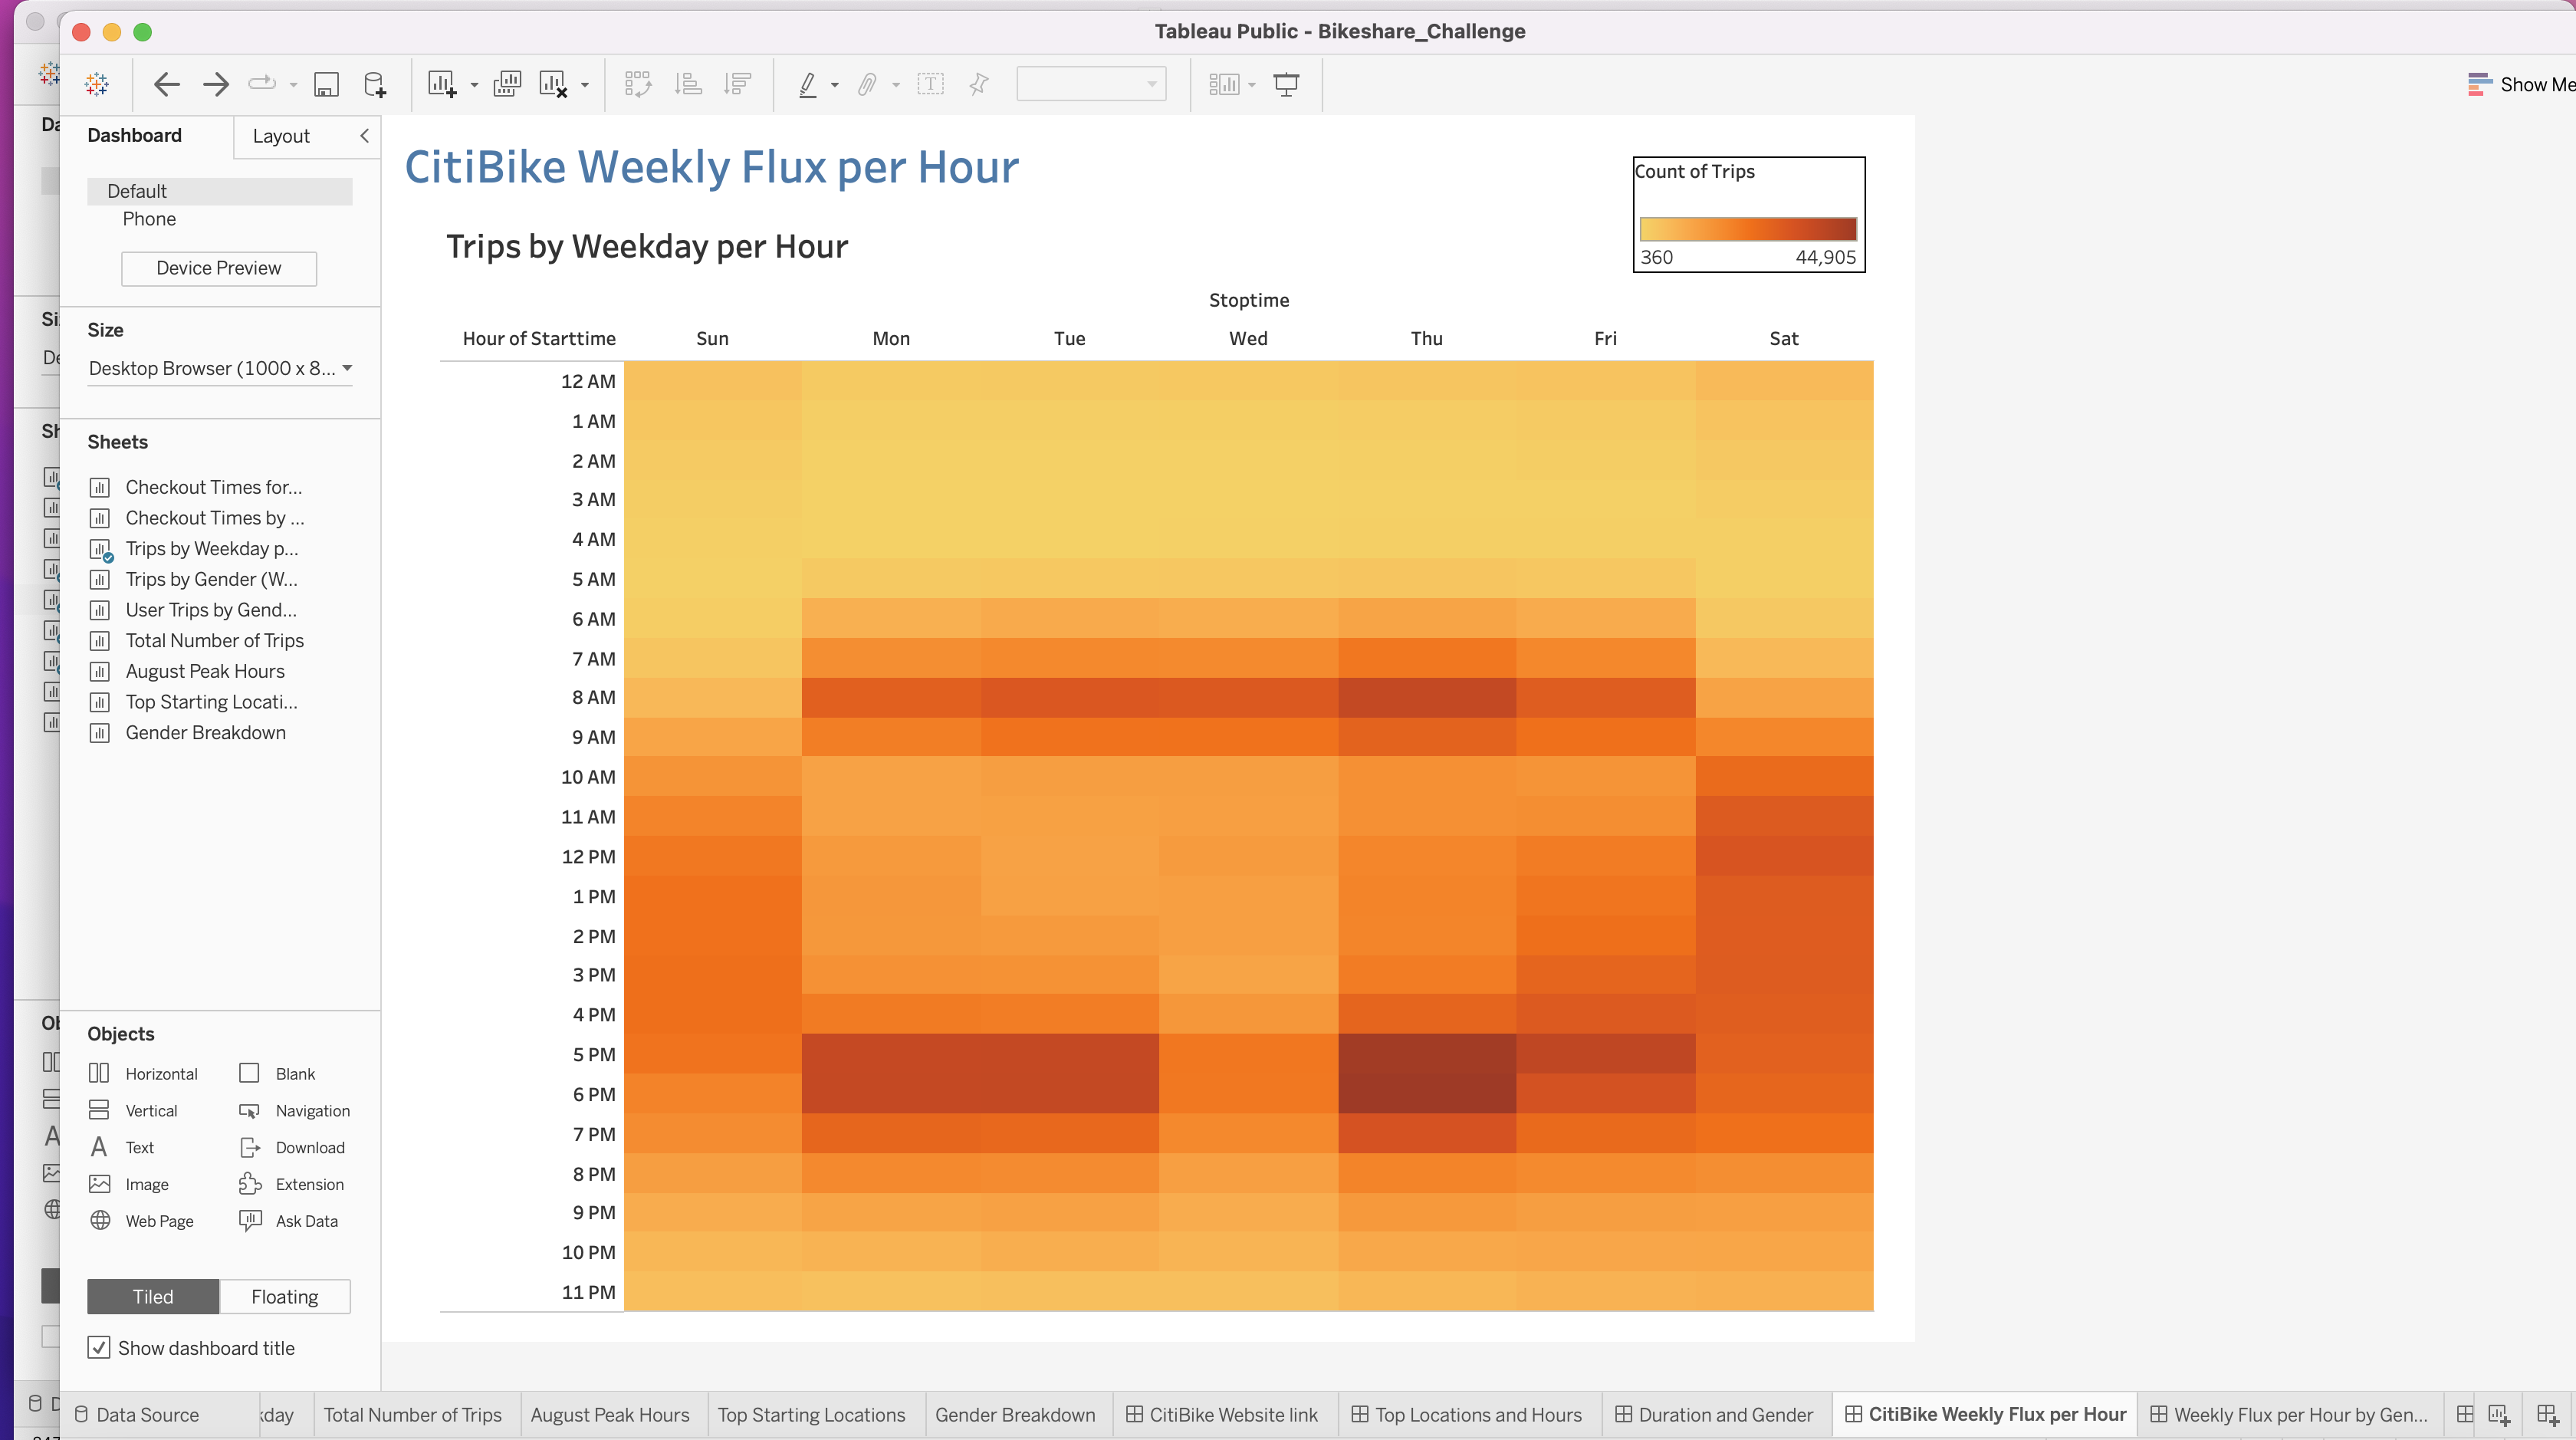 Tableau Public - Bikeshare_Challenge
Show Me
Dashboard
Layout
Default
Phone
Device Preview
Size
Desktop Browser (1000 x 8...
Sheets
Checkout Times for...
Checkout Times by ...
Trips by Weekday p...
Trips by Gender (W...
User Trips by Gend...
Total Number of Trips
August Peak Hours
Top Starting Locati...
Gender Breakdown
Objects
Horizontal Blank
Vertical Navigation
Text Download
Image Extension
Web Page Ask Data
Tiled Floating
Show dashboard title
CitiBike Weekly Flux per Hour
Count of Trips
360 44,905
Trips by Weekday per Hour
Stoptime
Hour of Starttime Sun Mon Tue Wed Thu Fri Sat
12 AM
1 AM
2 AM
3 AM
4 AM
5 AM
6 AM
7 AM
8 AM
9 AM
10 AM
11 AM
12 PM
1 PM
2 PM
3 PM
4 PM
5 PM
6 PM
7 PM
8 PM
9 PM
10 PM
11 PM
Data Source kday Total Number of Trips August Peak Hours Top Starting Locations Gender Breakdown CitiBike Website link Top Locations and Hours Duration and Gender CitiBike Weekly Flux per Hour Weekly Flux per Hour by Gen...